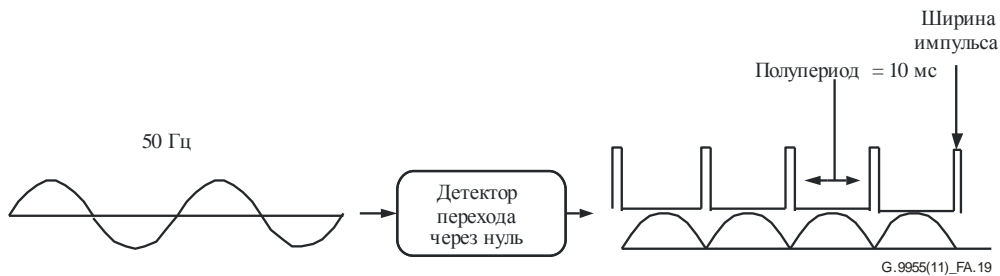 Ширина
импульса
Полупериод = 10 мс
50 Гц
Детектор
перехода
через нуль
G.9955(11)_FA.19